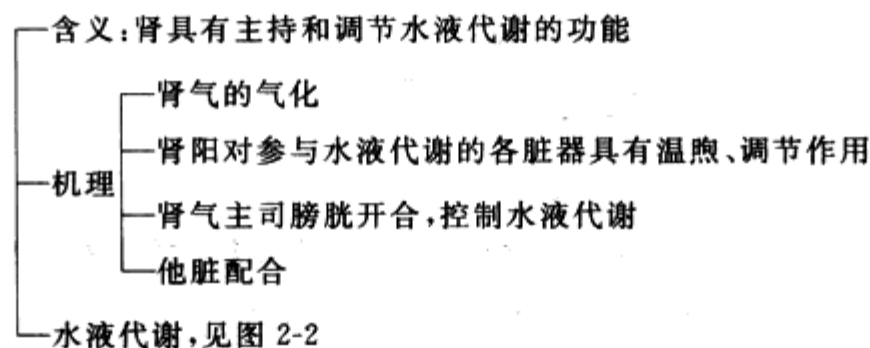 含义:肾具有主持和调节水液代谢的功能
肾气的气化
肾阳对参与水液代谢的各脏器具有温煦、调节作用
机理
肾气主司膀胱开合,控制水液代谢
他脏配合
水液代谢,见图 2-2